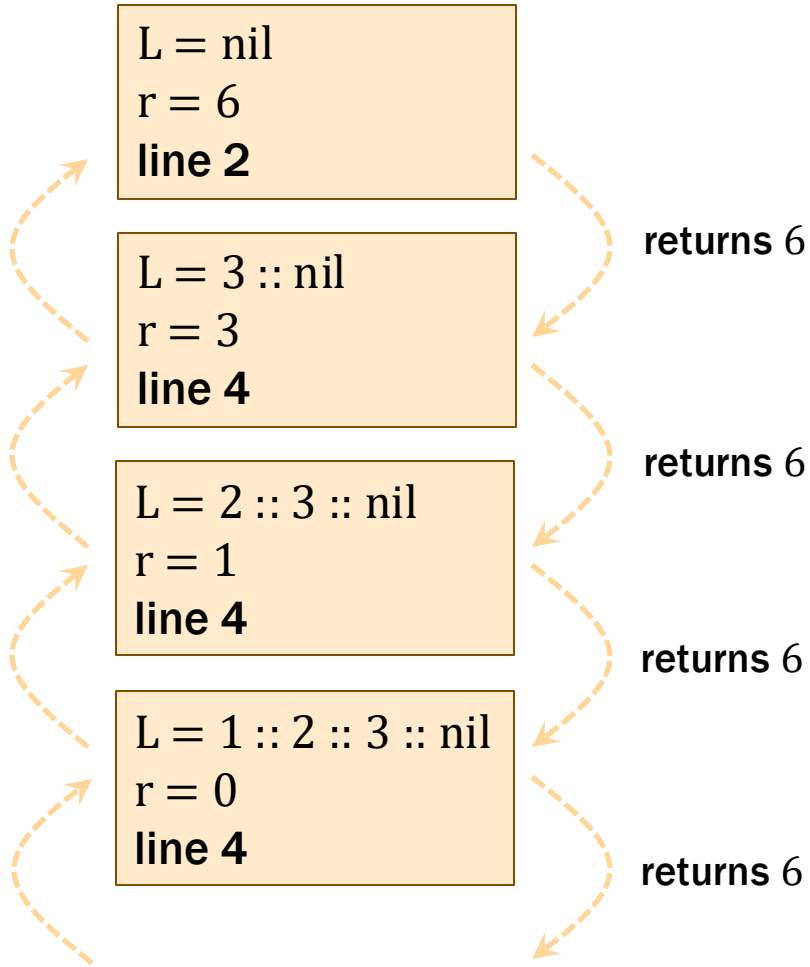 L = nil
r = 6
line 2
returns 6
L = 3 :: nil
r = 3
line 4
returns 6
L = 2 :: 3 :: nil
r = 1
line 4
returns 6
L = 1 :: 2 :: 3 :: nil
r = 0
line 4
returns 6